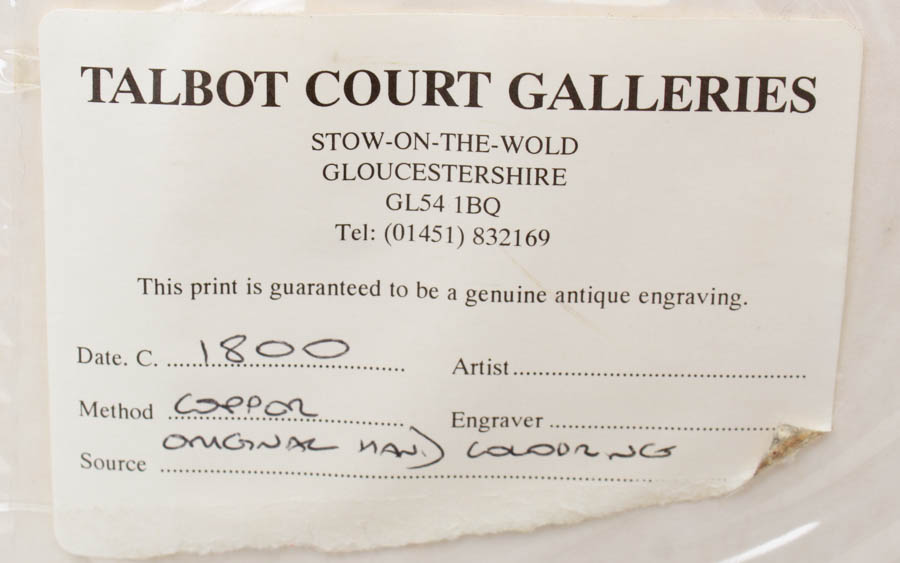 TALBOT COURT GALLERIES
STOW-ON-THE-WOLD
GLOUCESTERSHIRE
GL54 1BQ
Tel: (01451) 832169
This print is guaranteed to be a genuine antique engraving.
Date. C. 1800 Artist
Method COPPOR Engraver
ORIGINAL HAND COLOURING
Source